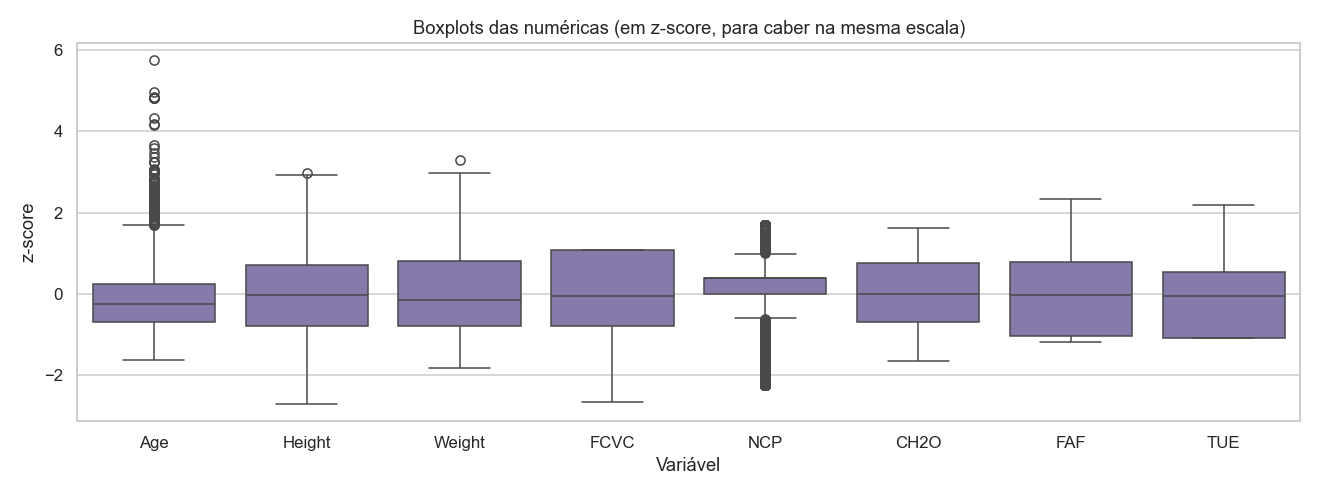 Boxplots das numéricas (em z-score, para caber na mesma escala)
6
4
2
0
−2
z-score
Age Height Weight FCVC NCP CH2O FAF TUE
Variável